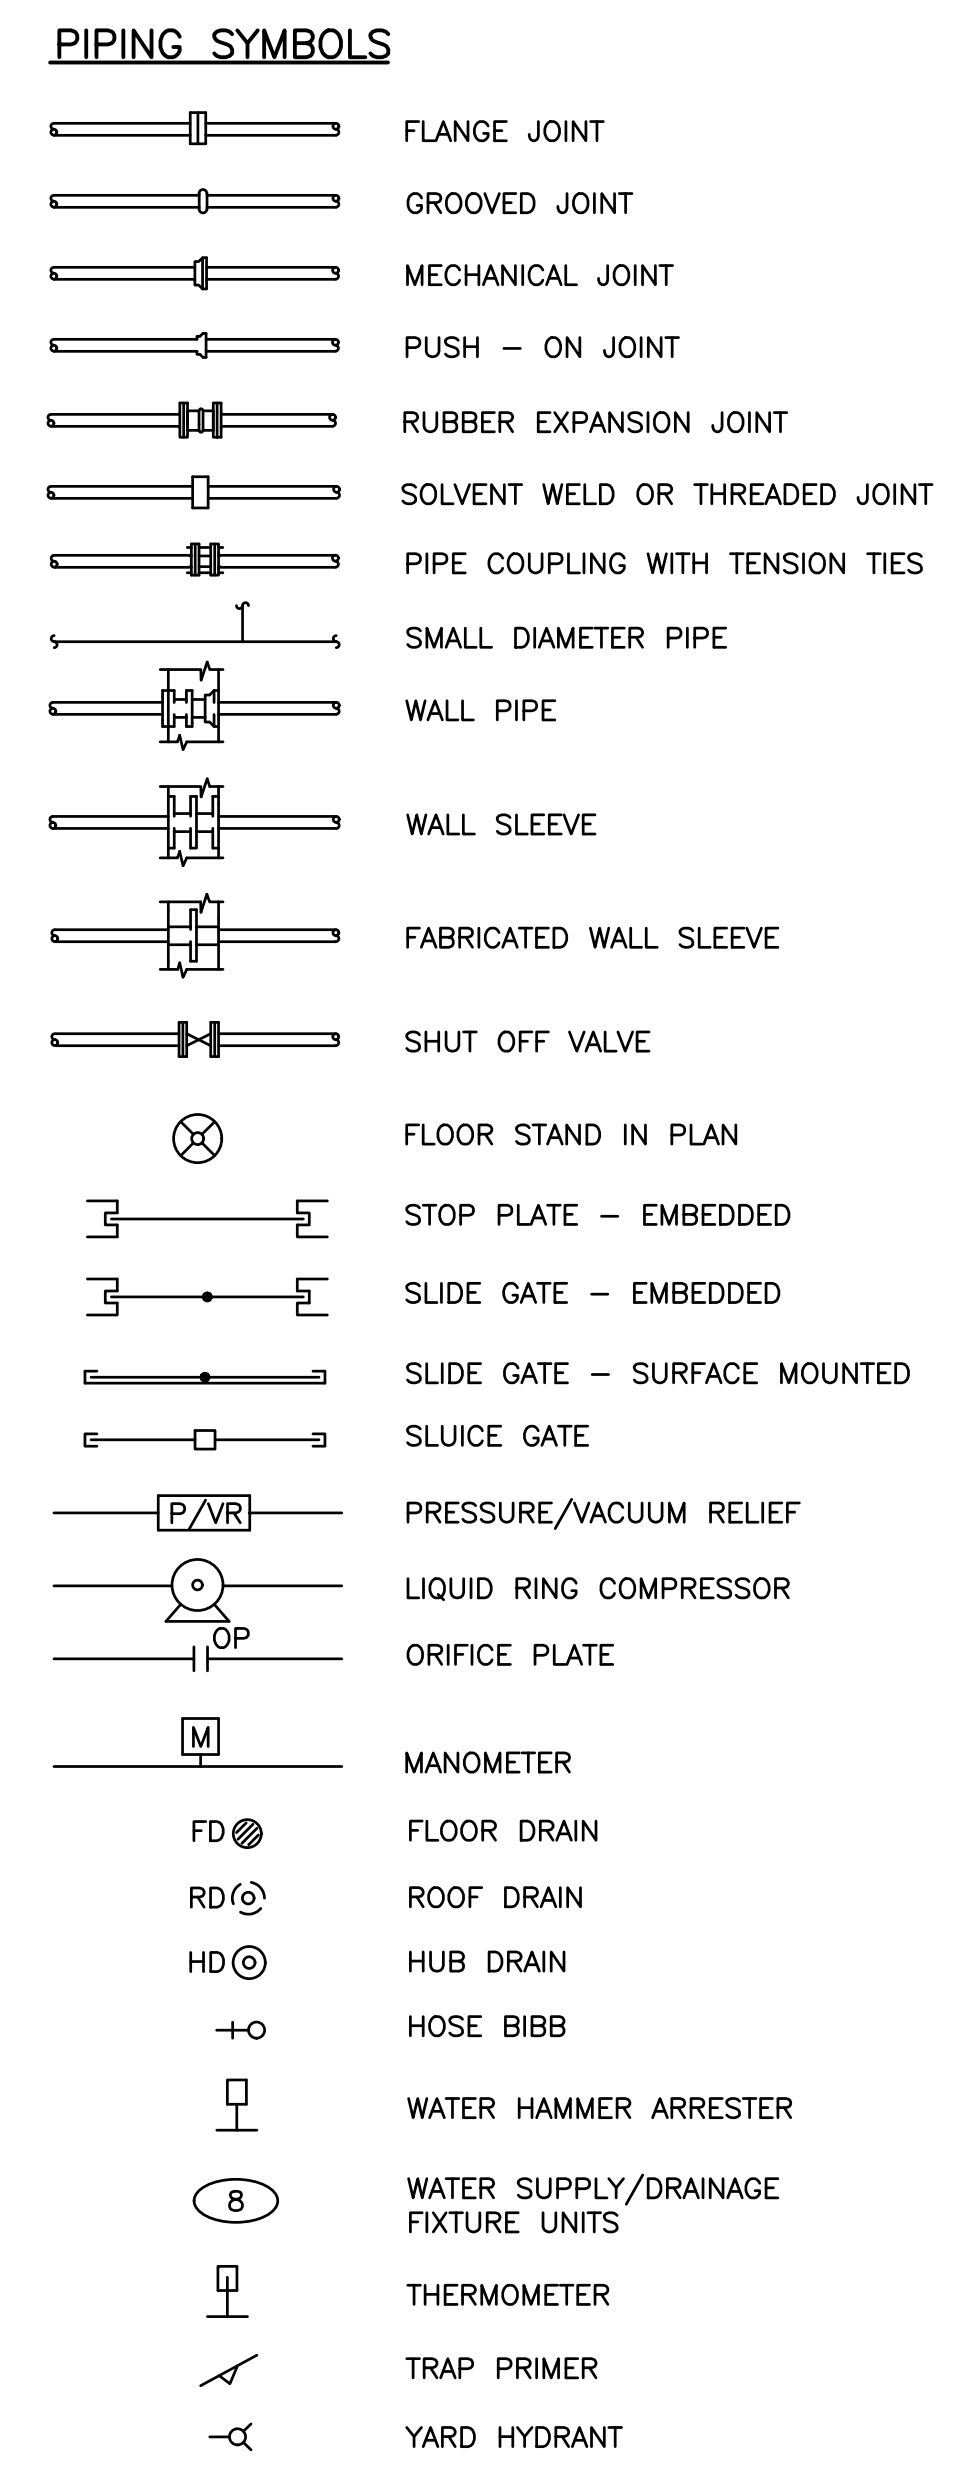 PIPING SYMBOLS
FLANGE JOINT
GROOVED JOINT
MECHANICAL JOINT
PUSH - ON JOINT
RUBBER EXPANSION JOINT
SOLVENT WELD OR THREADED JOINT
PIPE COUPLING WITH TENSION TIES
SMALL DIAMETER PIPE
WALL PIPE
WALL SLEEVE
FABRICATED WALL SLEEVE
SHUT OFF VALVE
FLOOR STAND IN PLAN
STOP PLATE - EMBEDDED
SLIDE GATE - EMBEDDED
SLIDE GATE - SURFACE MOUNTED
SLUICE GATE
P/VR PRESSURE/VACUUM RELIEF
LIQUID RING COMPRESSOR
OP ORIFICE PLATE
M
MANOMETER
FD FLOOR DRAIN
RD ROOF DRAIN
HD HUB DRAIN
HOSE BIBB
WATER HAMMER ARRESTER
8 WATER SUPPLY/DRAINAGE
FIXTURE UNITS
THERMOMETER
TRAP PRIMER
YARD HYDRANT